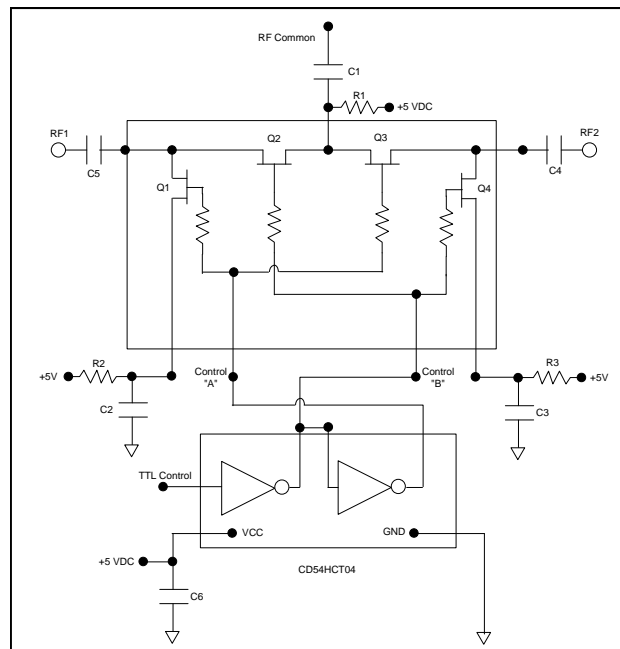 RF Common
C1
R1
+5 VDC
RF1
C5
Q2
Q3
RF2
C4
Q1
Q4
R2
+5V
C2
Control
"A"
Control
"B"
R3
+5V
C3
TTL Control
VCC
GND
+5 VDC
C6
CD54HCT04